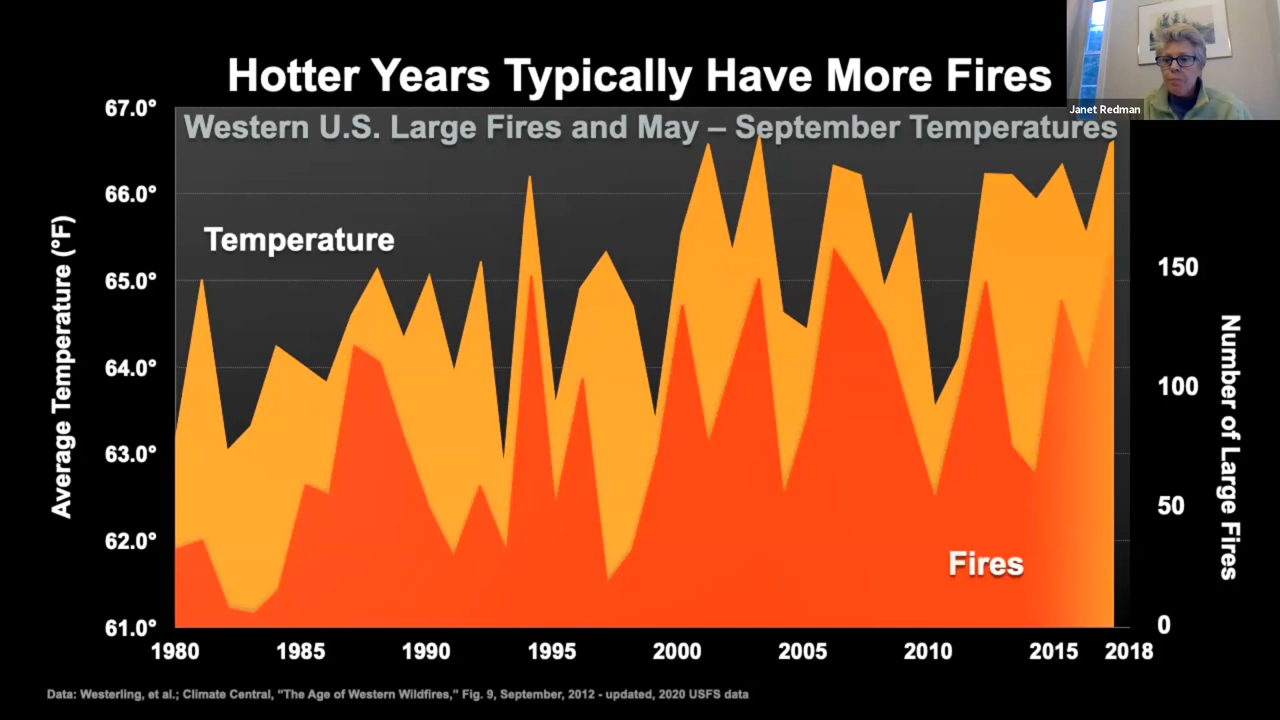 Hotter Years Typically Have More Fires
Janet Redman
Western U.S. Large Fires and May – September Temperatures
67.0°
66.0°
65.0°
64.0°
63.0°
62.0°
61.0°
Average Temperature (°F)
Temperature
Fires
150
100
50
0
Number of Large Fires
1980 1985 1990 1995 2000 2005 2010 2015 2018
Data: Westerling, et al.; Climate Central, "The Age of Western Wildfires," Fig. 9, September, 2012 - updated, 2020 USFS data